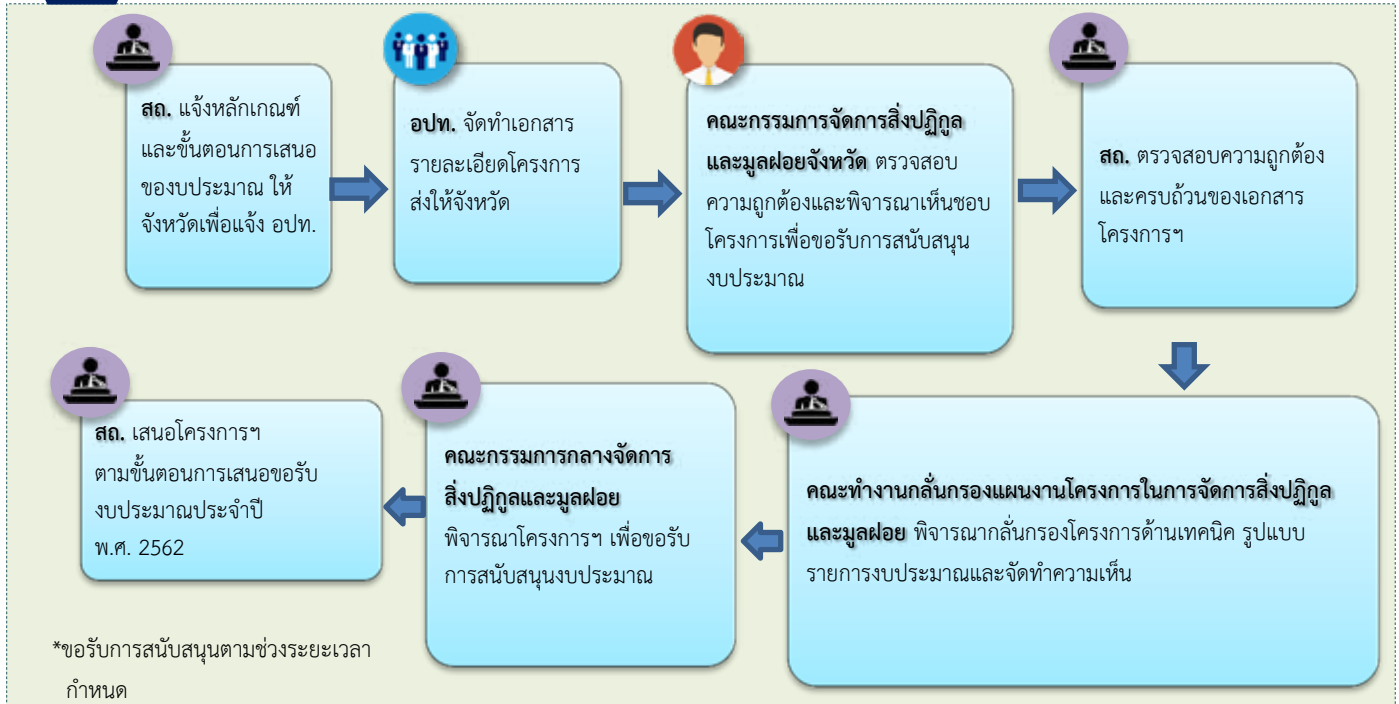 สถ. แจ้งหลักเกณฑ์
และขั้นตอนการเสนอ
ของบประมาณ ให้
จังหวัดเพื่อแจ้ง อปท.
อปท. จัดทำเอกสาร
รายละเอียดโครงการ
ส่งให้จังหวัด
คณะกรรมการจัดการสิ่งปฏิกูล
และมูลฝอยจังหวัด ตรวจสอบ
ความถูกต้องและพิจารณาเห็นชอบ
โครงการเพื่อขอรับการสนับสนุน
งบประมาณ
สถ. ตรวจสอบความถูกต้อง
และครบถ้วนของเอกสาร
โครงการฯ
คณะทำงานกลั่นกรองแผนงานโครงการในการจัดการสิ่งปฏิกูล
และมูลฝอย พิจารณากลั่นกรองโครงการด้านเทคนิค รูปแบบ
รายการงบประมาณและจัดทำความเห็น
คณะกรรมการกลางจัดการ
สิ่งปฏิกูลและมูลฝอย
พิจารณาโครงการฯ เพื่อขอรับ
การสนับสนุนงบประมาณ
สถ. เสนอโครงการฯ
ตามขั้นตอนการเสนอขอรับ
งบประมาณประจำปี
พ.ศ. 2562
*ขอรับการสนับสนุนตามช่วงระยะเวลา
กำหนด